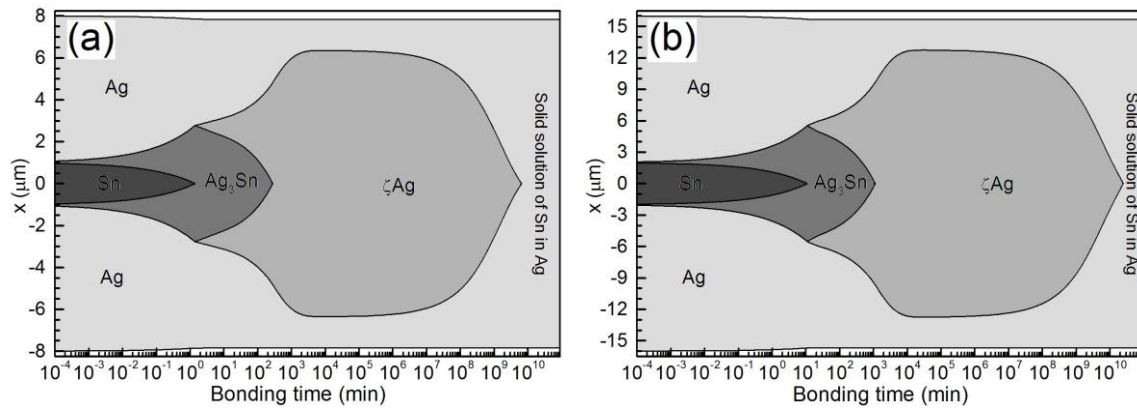 (a)
8
6
4
2
0
-2
-4
-6
-8
x (μm)
Ag
Sn
Ag₃Sn
ζAg
Ag
Solid solution of Sn in Ag
10⁻⁴ 10⁻³ 10⁻² 10⁻¹ 10⁰ 10¹ 10² 10³ 10⁴ 10⁵ 10⁶ 10⁷ 10⁸ 10⁹ 10¹⁰
Bonding time (min)
(b)
15
12
9
6
3
0
-3
-6
-9
-12
-15
x (μm)
Ag
Sn
Ag₃Sn
ζAg
Ag
Solid solution of Sn in Ag
10⁻⁴ 10⁻³ 10⁻² 10⁻¹ 10⁰ 10¹ 10² 10³ 10⁴ 10⁵ 10⁶ 10⁷ 10⁸ 10⁹ 10¹⁰
Bonding time (min)